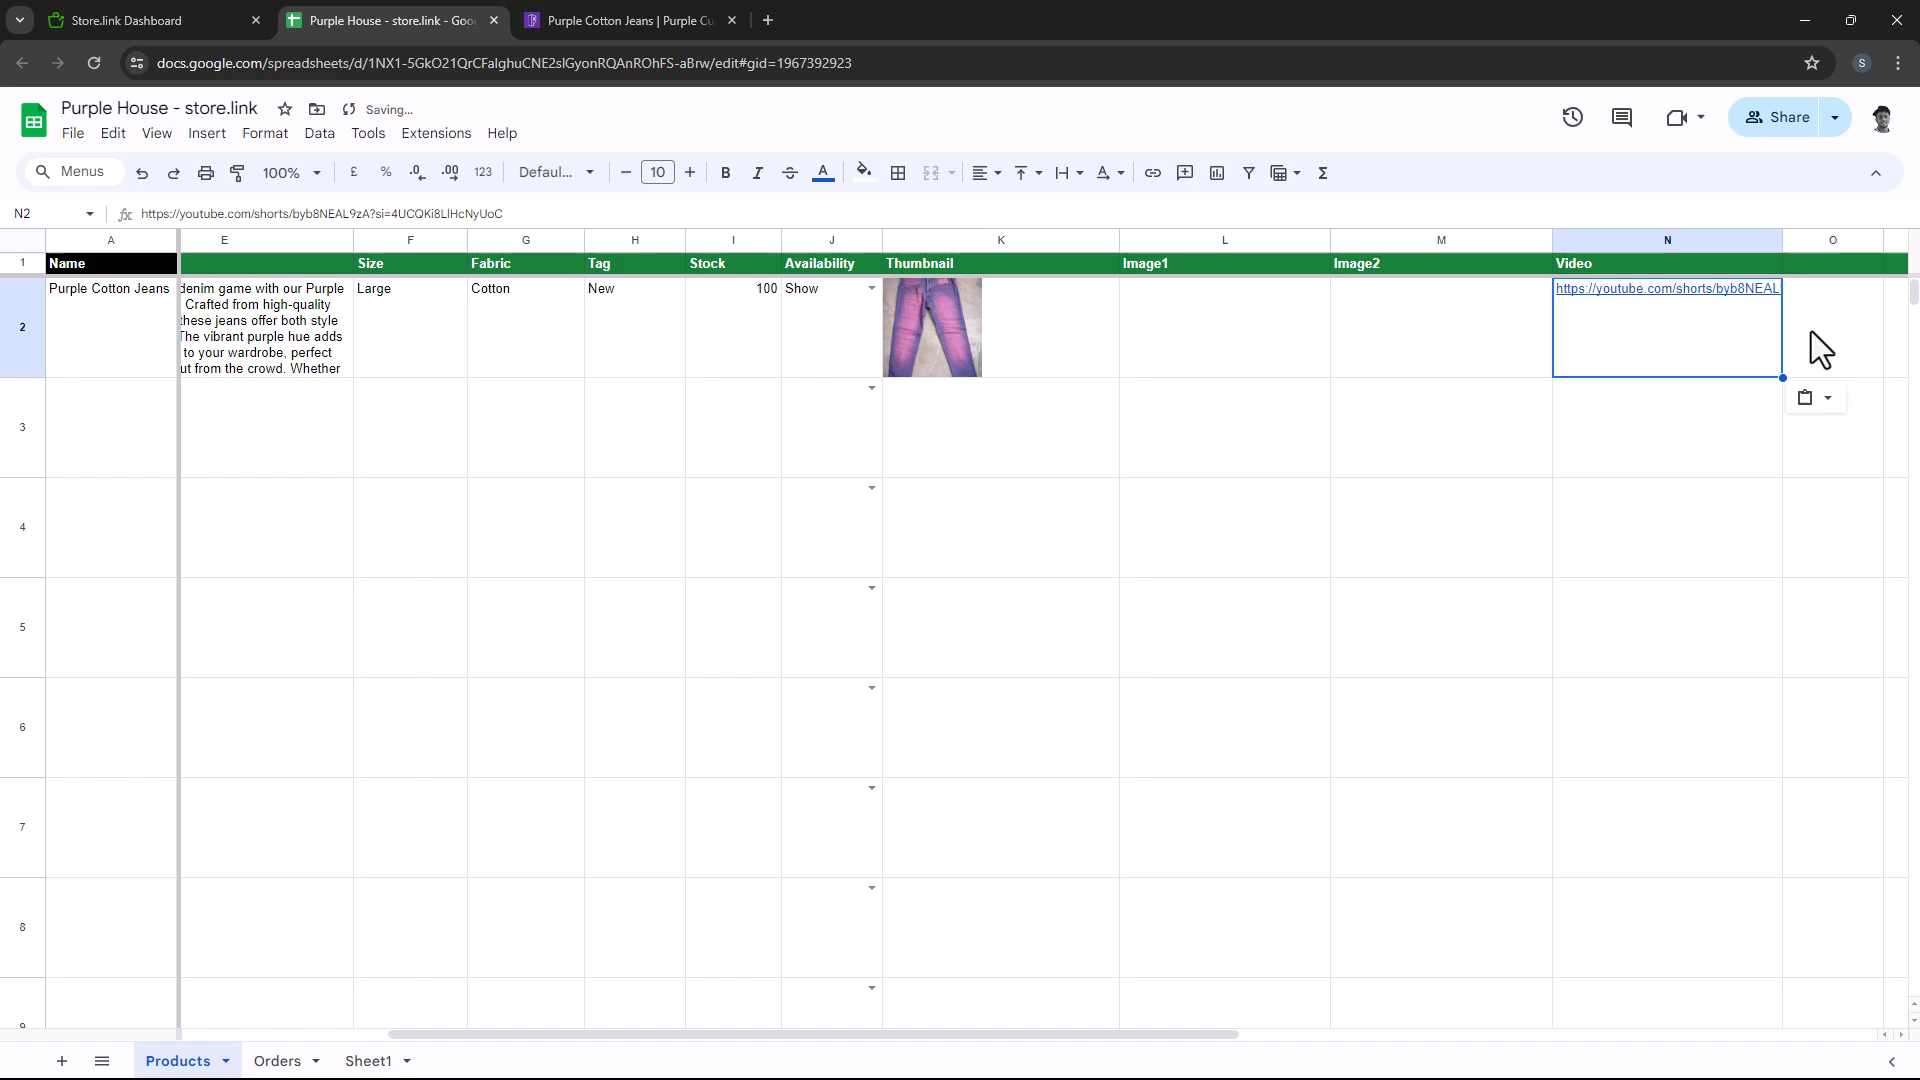 Store.link Dashboard
Purple House - store.link - Goo
Purple Cotton Jeans | Purple Cu
docs.google.com/spreadsheets/d/1NX1-5GkO21QrCFalghuCNE2slGyonRQAnROhFS-aBrw/edit#gid=1967392923
S
Purple House - store.link
Saving...
File Edit View Insert Format Data Tools Extensions Help
Share
Menus
100%
£ % .0 .00 123
Defaul...
10
B I A
N2
https://youtube.com/shorts/byb8NEAL9zA?si=4UCQKi8LlHcNyUoC
A E F G H I J K L M N O
1 Name Size Fabric Tag Stock Availability Thumbnail Image1 Image2 Video
2 Purple Cotton Jeans Large Cotton New 100 Show https://youtube.com/shorts/byb8NEAL
denim game with our Purple
Crafted from high-quality
these jeans offer both style
The vibrant purple hue adds
to your wardrobe, perfect
ut from the crowd. Whether
3
4
5
6
7
8
9
Products Orders Sheet1